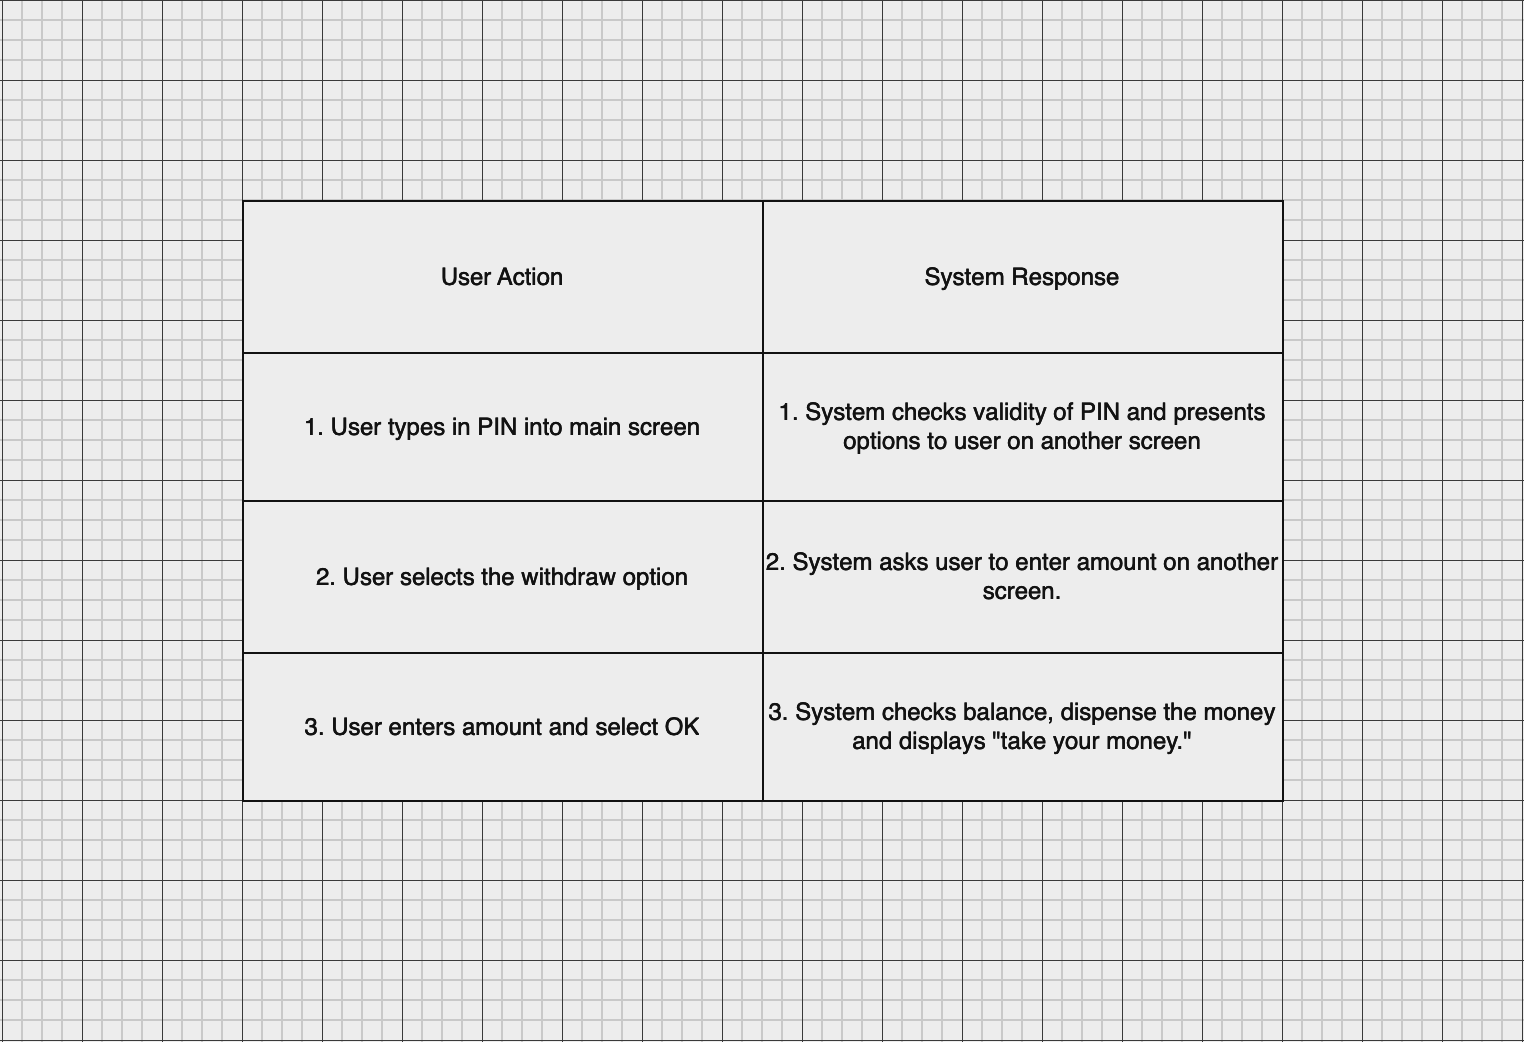 User Action
System Response
1. User types in PIN into main screen
1. System checks validity of PIN and presents
options to user on another screen
2. User selects the withdraw option
2. System asks user to enter amount on another
screen.
3. User enters amount and select OK
3. System checks balance, dispense the money
and displays "take your money."